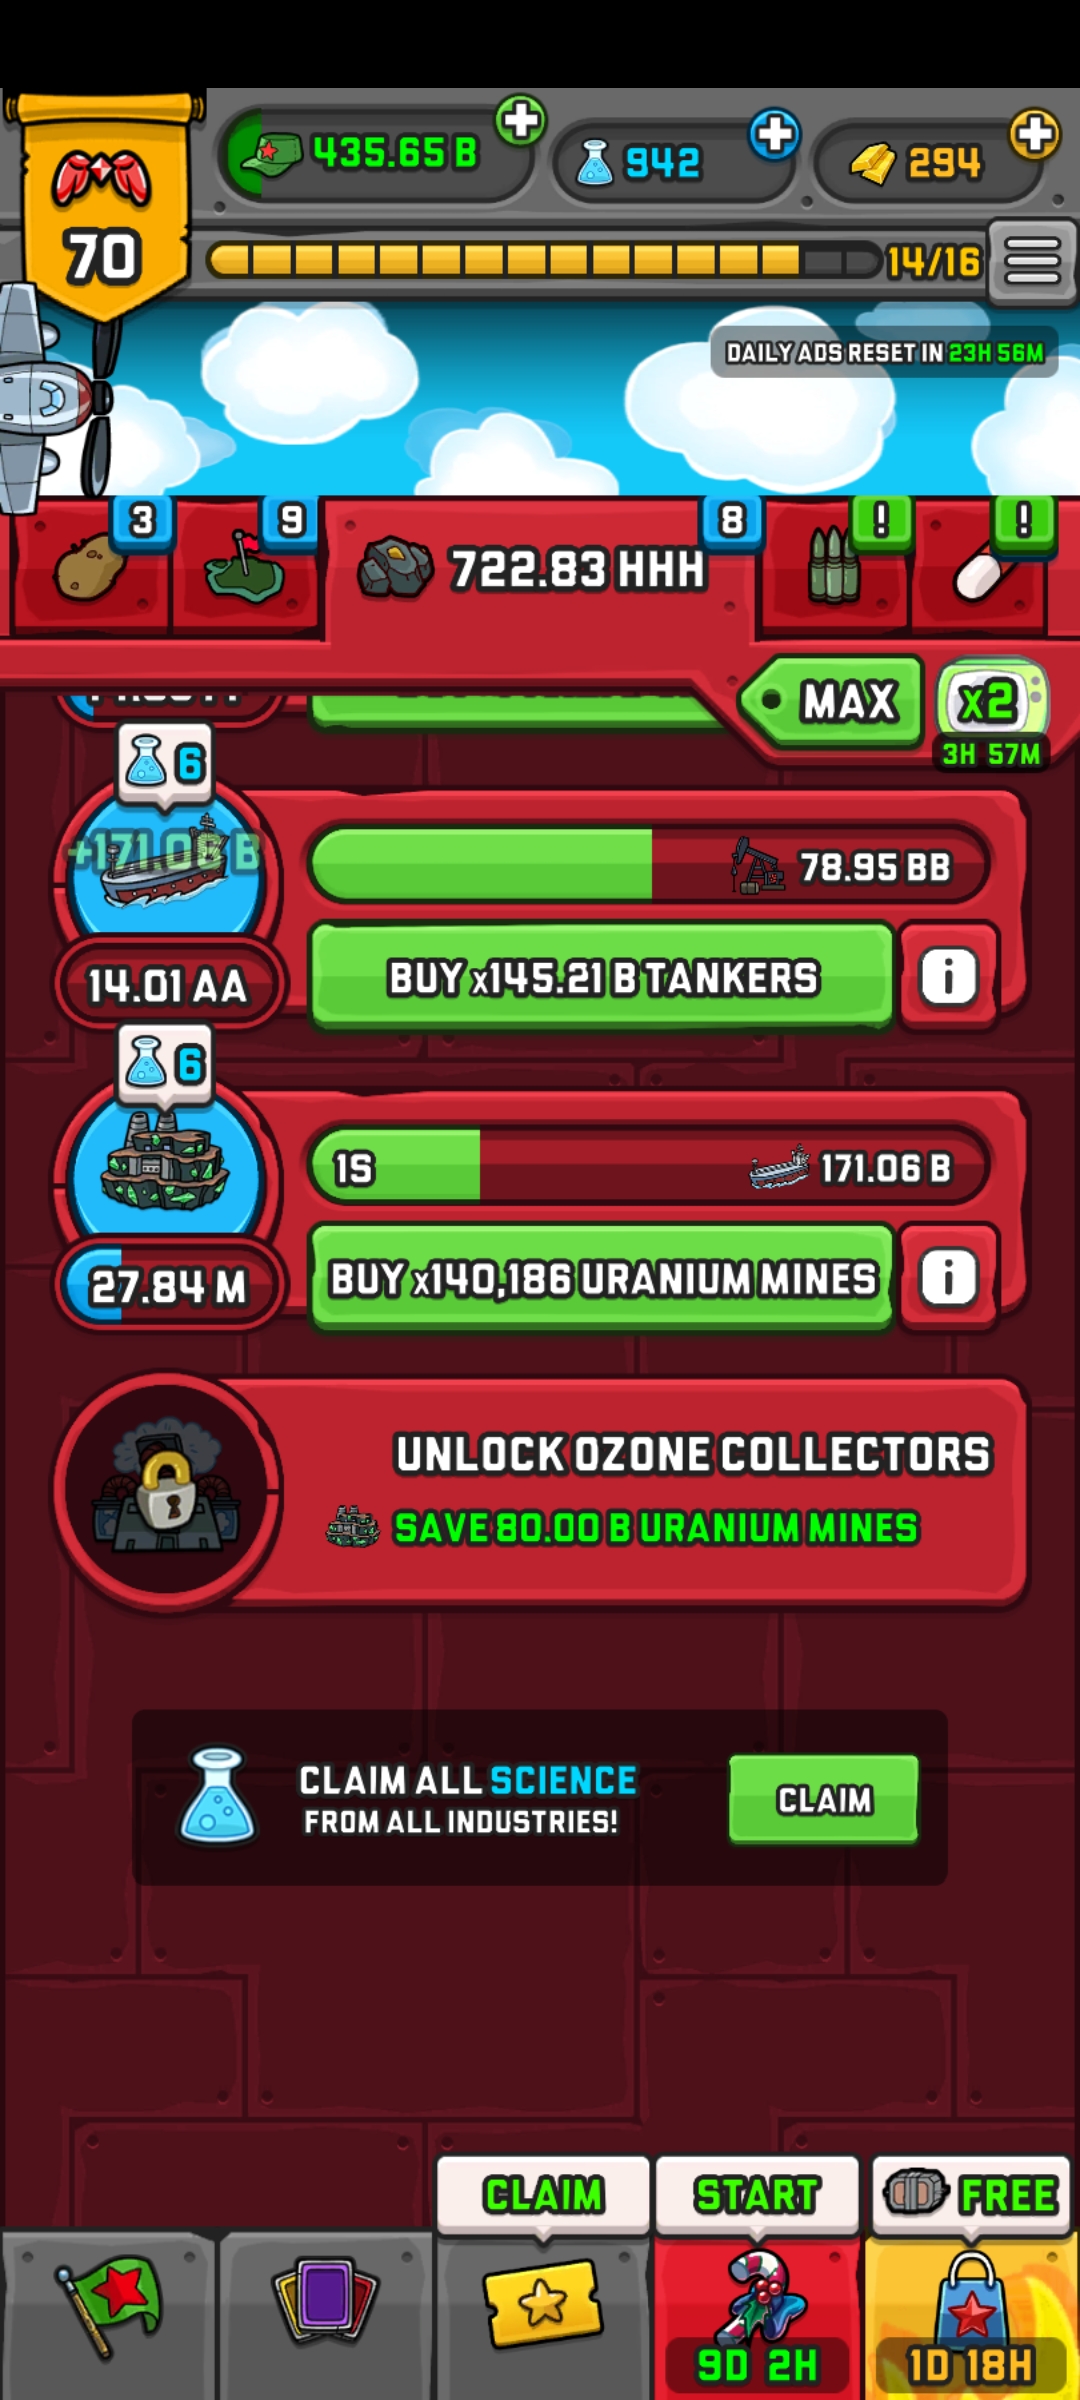 435.65 B
942
294
70
14/16
DAILY ADS RESET IN 23H 56M
3
9
722.83 HHH
8
!
!
MAX
x2
3H 57M
6
+171.06 B
78.95 BB
14.01 AA
BUY x145.21 B TANKERS
i
6
1S
171.06 B
27.84 M
BUY x140,186 URANIUM MINES
i
UNLOCK OZONE COLLECTORS
SAVE 80.00 B URANIUM MINES
CLAIM ALL SCIENCE
FROM ALL INDUSTRIES!
CLAIM
CLAIM
START
FREE
9D 2H
1D 18H